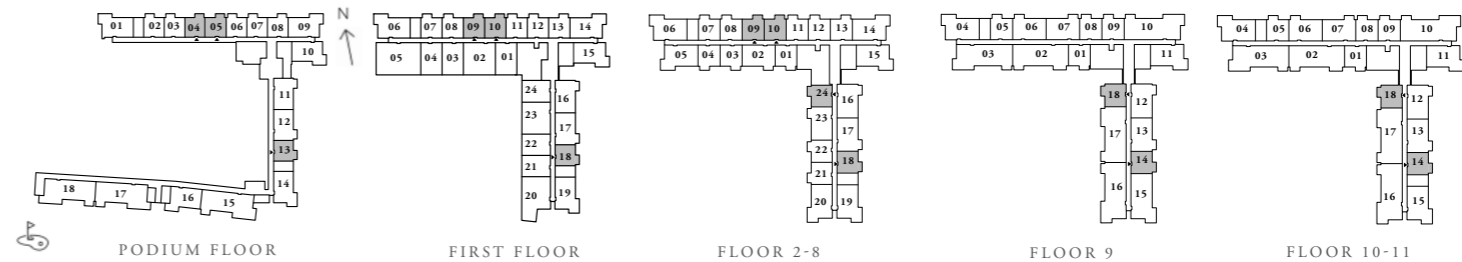 01 02 03 04 05 06 07 08 09
10
11
12
13
14
18 17 16 15
PODIUM FLOOR
N
06 07 08 09 10 11 12 13 14
05 04 03 02 01 15
24 16
23 17
22
21 18
20 19
FIRST FLOOR
06 07 08 09 10 11 12 13 14
05 04 03 02 01 15
24 16
23 17
22
21 18
20 19
FLOOR 2-8
04 05 06 07 08 09 10
03 02 01 11
18 12
17 13
14
16 15
FLOOR 9
04 05 06 07 08 09 10
03 02 01 11
18 12
17 13
14
16 15
FLOOR 10-11